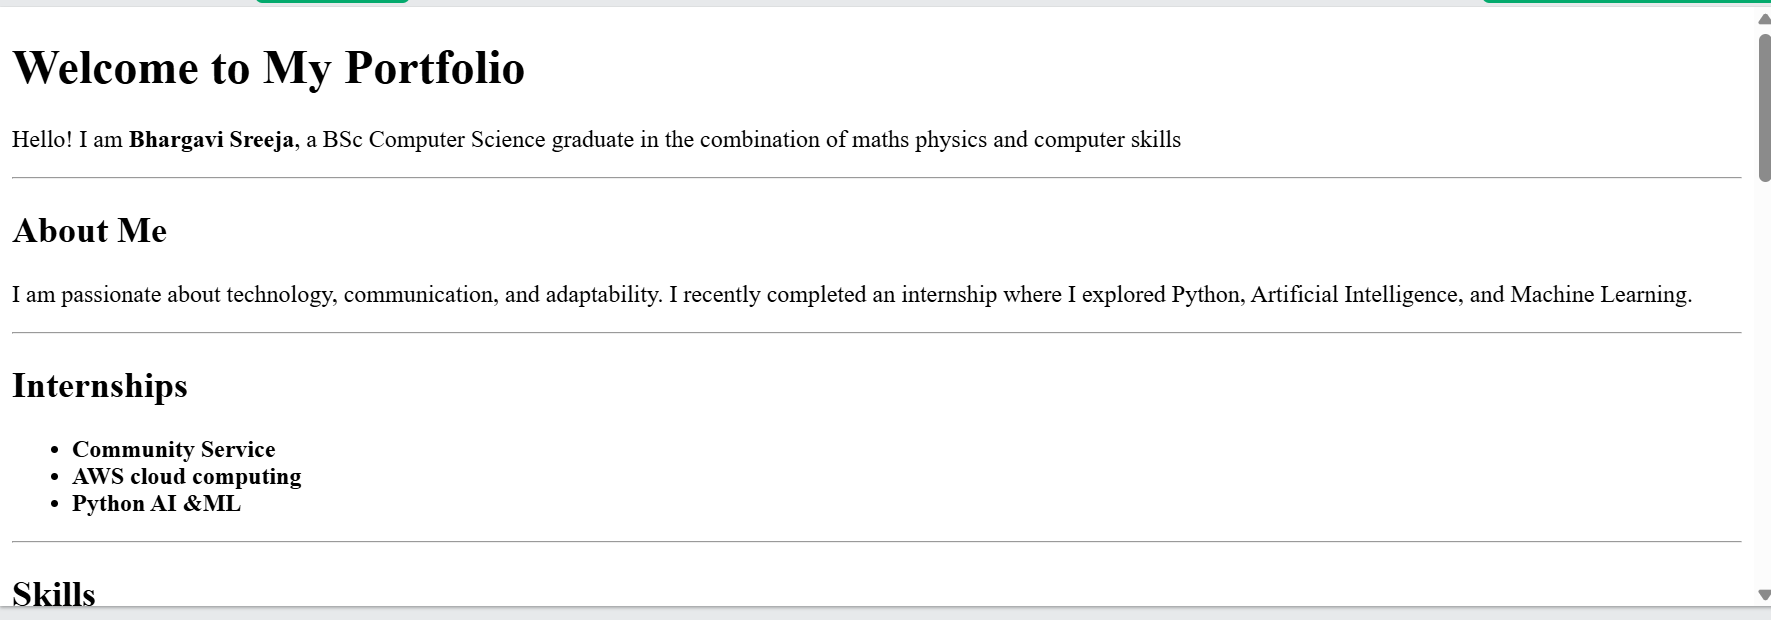 Welcome to My Portfolio
Hello! I am Bhargavi Sreeja, a BSc Computer Science graduate in the combination of maths physics and computer skills
About Me
I am passionate about technology, communication, and adaptability. I recently completed an internship where I explored Python, Artificial Intelligence, and Machine Learning.
Internships
Community Service
AWS cloud computing
Python AI &ML
Skills